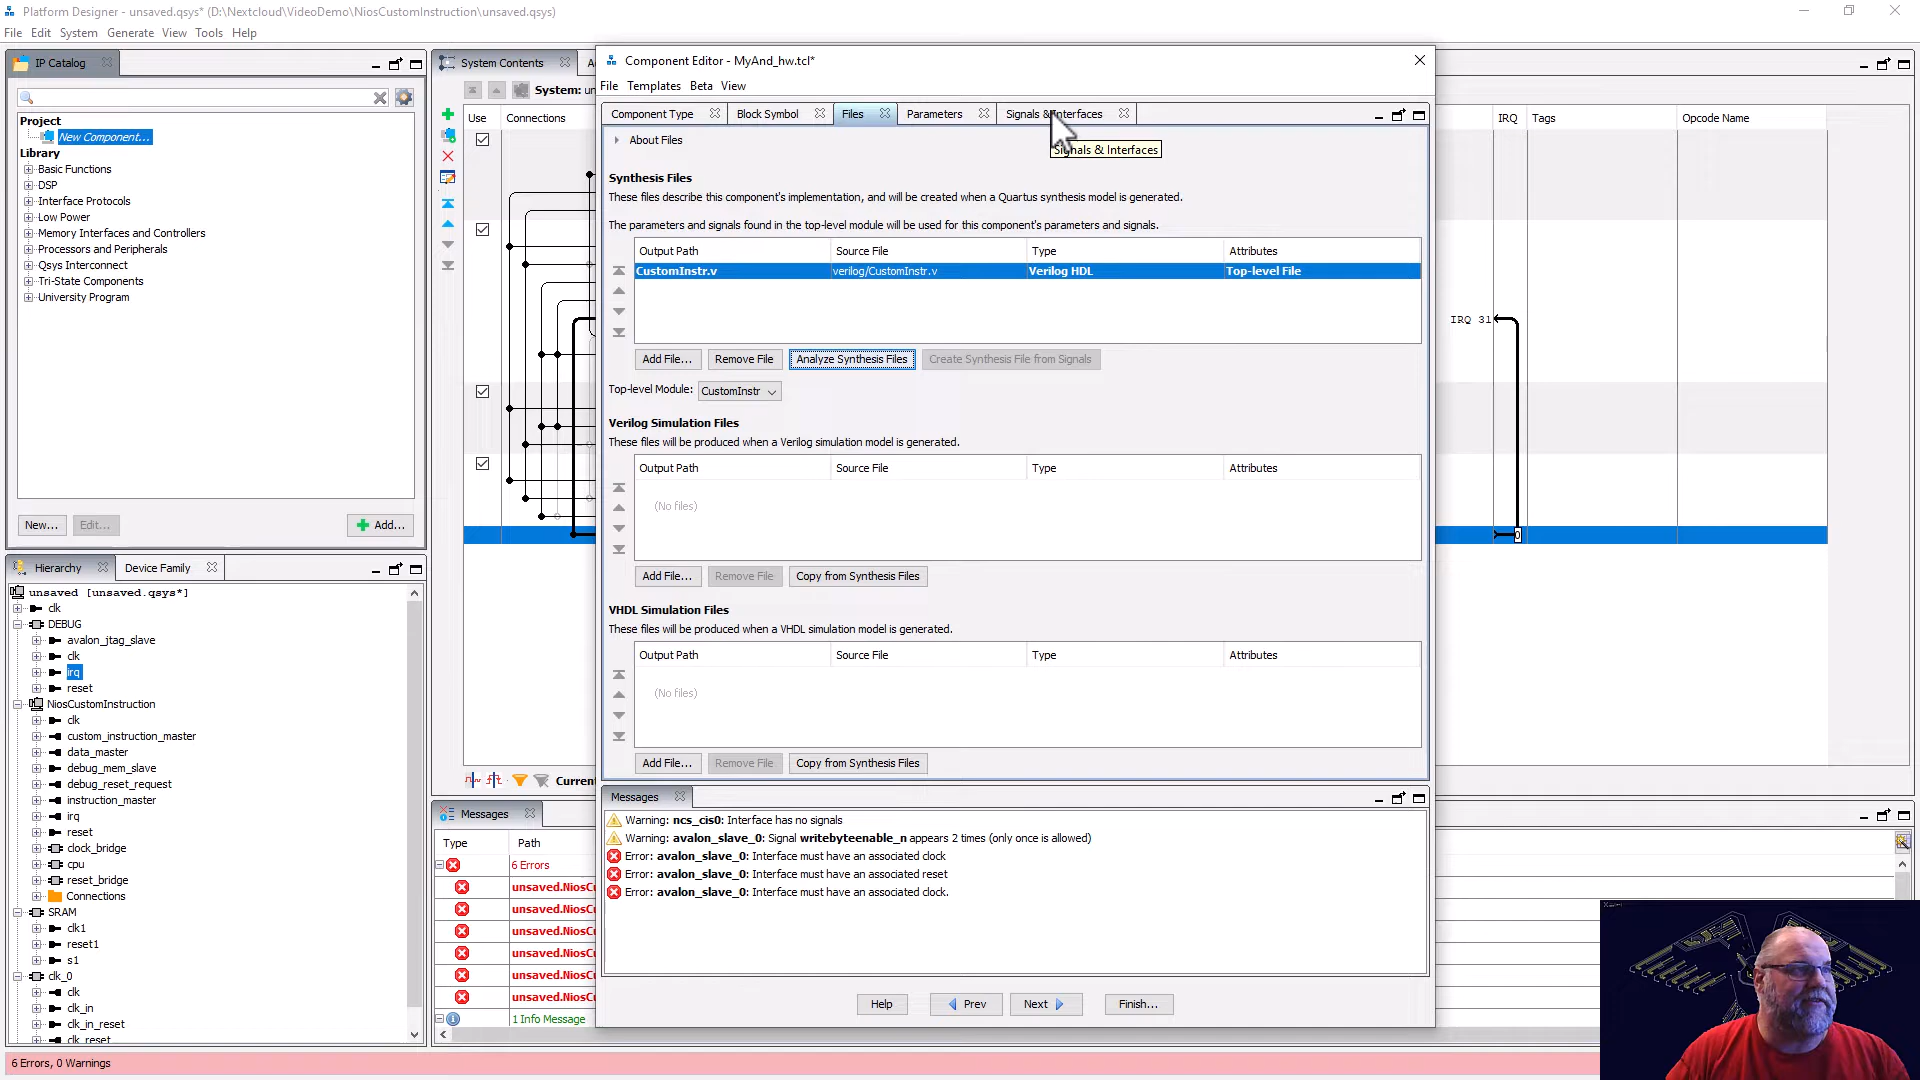 Platform Designer - unsaved.qsys* (D:\Nextcloud\VideoDemo\NiosCustomInstruction\unsaved.qsys)
File Edit System Generate View Tools Help
IP Catalog
Project
New Component...
Library
Basic Functions
DSP
Interface Protocols
Low Power
Memory Interfaces and Controllers
Processors and Peripherals
Qsys Interconnect
Tri-State Components
University Program
New... Edit... Add...
Hierarchy Device Family
unsaved [unsaved.qsys*]
clk
DEBUG
avalon_jtag_slave
clk
irq
reset
NiosCustomInstruction
clk
custom_instruction_master
data_master
debug_mem_slave
debug_reset_request
instruction_master
irq
reset
clock_bridge
cpu
reset_bridge
Connections
SRAM
clk1
reset1
s1
clk_0
clk
clk_in
clk_in_reset
clk_reset
6 Errors, 0 Warnings
System Contents
System:
Use Connections
Current
Messages
Type Path
6 Errors
unsaved.NiosCu
unsaved.NiosCu
unsaved.NiosCu
unsaved.NiosCu
unsaved.NiosCu
unsaved.NiosCu
1 Info Message
Component Editor - MyAnd_hw.tcl*
File Templates Beta View
Component Type Block Symbol Files Parameters Signals & Interfaces
Signals & Interfaces
About Files
Synthesis Files
These files describe this component's implementation, and will be created when a Quartus synthesis model is generated.
The parameters and signals found in the top-level module will be used for this component's parameters and signals.
Output Path Source File Type Attributes
CustomInstr.v verilog/CustomInstr.v Verilog HDL Top-level File
Add File... Remove File Analyze Synthesis Files Create Synthesis File from Signals
Top-level Module: CustomInstr
Verilog Simulation Files
These files will be produced when a Verilog simulation model is generated.
Output Path Source File Type Attributes
(No files)
Add File... Remove File Copy from Synthesis Files
VHDL Simulation Files
These files will be produced when a VHDL simulation model is generated.
Output Path Source File Type Attributes
(No files)
Add File... Remove File Copy from Synthesis Files
Messages
Warning: ncs_cis0: Interface has no signals
Warning: avalon_slave_0: Signal writebyteenable_n appears 2 times (only once is allowed)
Error: avalon_slave_0: Interface must have an associated clock
Error: avalon_slave_0: Interface must have an associated reset
Error: avalon_slave_0: Interface must have an associated clock.
Help Prev Next Finish...
IRQ Tags Opcode Name
IRQ 31
0